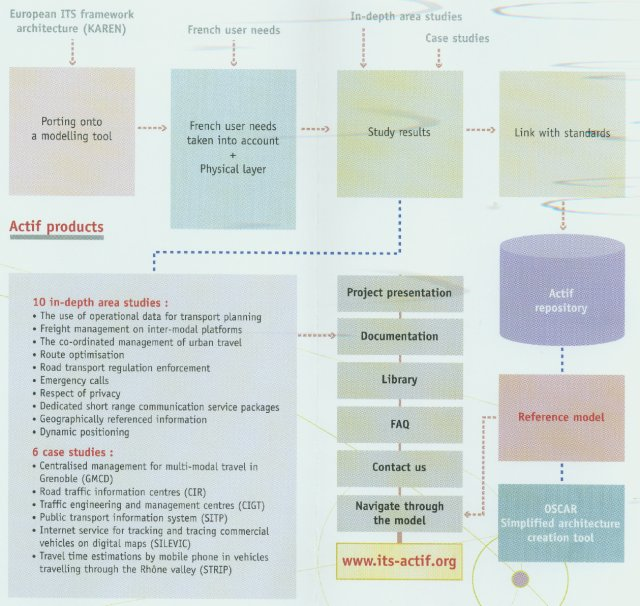 European ITS framework
architecture (KAREN)
French user needs
In-depth area studies
Case studies
Porting onto
a modelling tool
French user needs
taken into account
+
Physical layer
Study results
Link with standards
Actif products
Actif
repository
10 in-depth area studies :
• The use of operational data for transport planning
• Freight management on inter-modal platforms
• The co-ordinated management of urban travel
• Route optimisation
• Road transport regulation enforcement
• Emergency calls
• Respect of privacy
• Dedicated short range communication service packages
• Geographically referenced information
• Dynamic positioning
6 case studies :
• Centralised management for multi-modal travel in
Grenoble (GMCD)
• Road traffic information centres (CIR)
• Traffic engineering and management centres (CIGT)
• Public transport information system (SITP)
• Internet service for tracking and tracing commercial
vehicles on digital maps (SILEVIC)
• Travel time estimations by mobile phone in vehicles
travelling through the Rhône valley (STRIP)
Project presentation
Documentation
Library
FAQ
Contact us
Navigate through
the model
www.its-actif.org
Reference model
OSCAR
Simplified architecture
creation tool